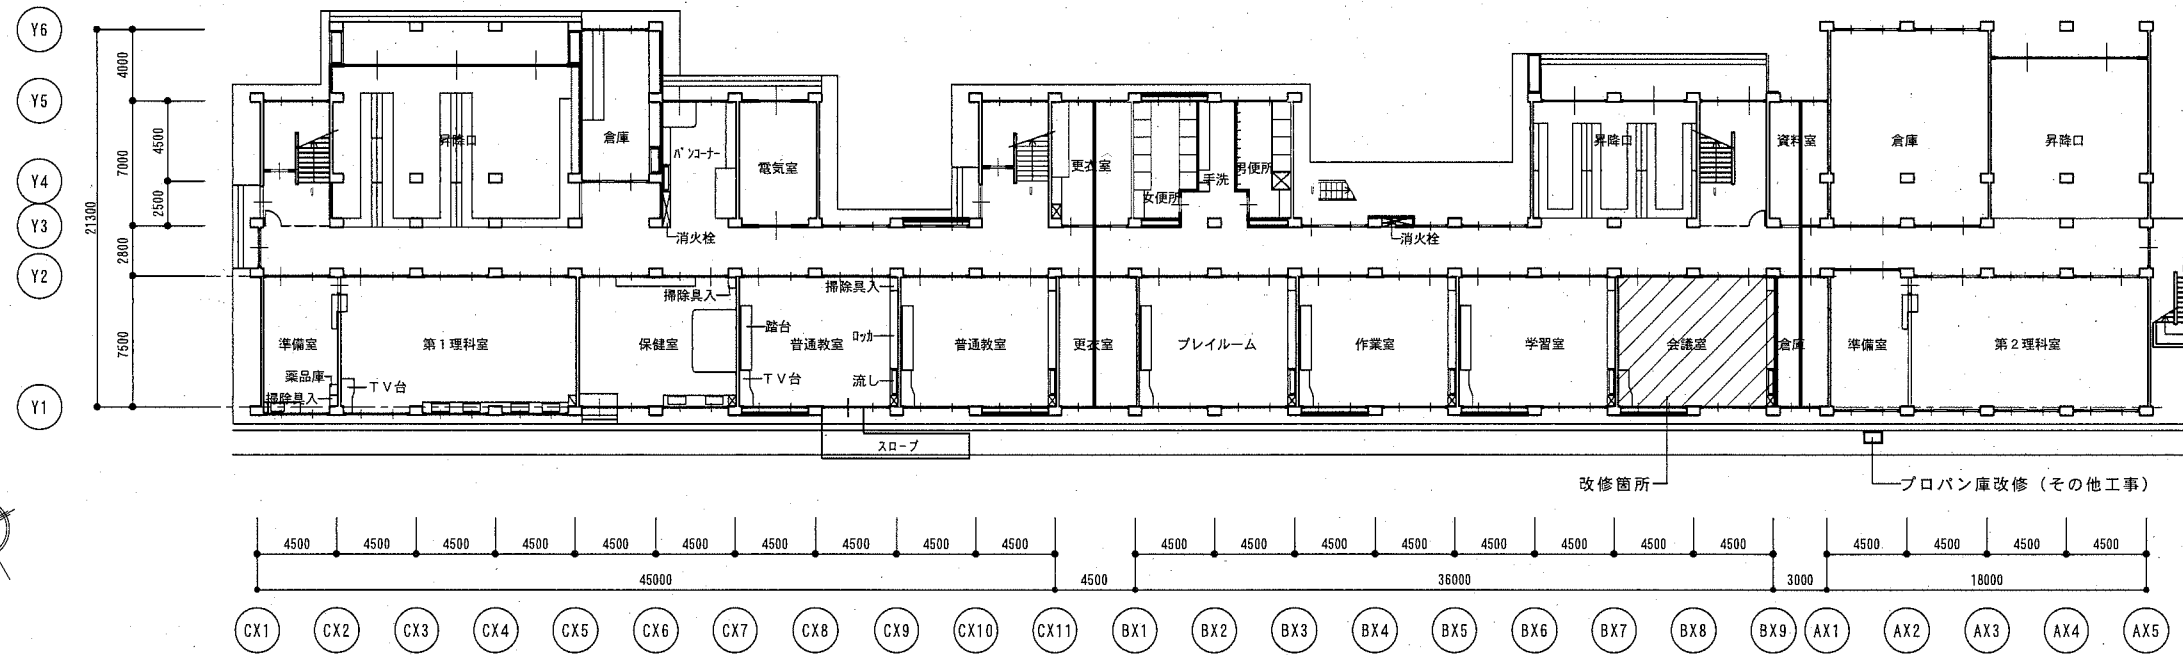 Y6
Y5
Y4
Y3
Y2
Y1
4000
7000
4500
2500
21300
2800
7500
昇降口
倉庫
パンコーナー
電気室
更衣室
女便所
手洗
男便所
昇降口
資料室
倉庫
昇降口
消火栓
消火栓
準備室
薬品庫
掃除具入
第1理科室
TV台
保健室
掃除具入
踏台
普通教室
TV台
掃除具入
ロッカ
流し
普通教室
更衣室
プレイルーム
作業室
学習室
会議室
倉庫
準備室
第2理科室
スロープ
改修箇所
プロパン庫改修(その他工事)
4500 4500 4500 4500 4500 4500 4500 4500 4500 4500 4500 4500 4500 4500 4500 4500 4500 4500 4500 4500 4500 4500
45000 4500 36000 3000 18000
CX1 CX2 CX3 CX4 CX5 CX6 CX7 CX8 CX9 CX10 CX11 BX1 BX2 BX3 BX4 BX5 BX6 BX7 BX8 BX9 AX1 AX2 AX3 AX4 AX5